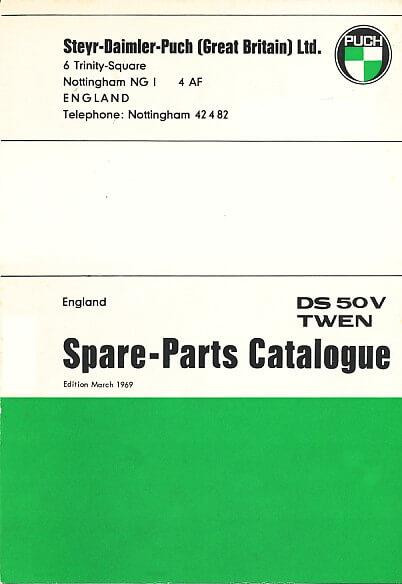 Steyr-Daimler-Puch (Great Britain) Ltd.
PUCH
6 Trinity-Square
Nottingham NG I 4 AF
ENGLAND
Telephone: Nottingham 42 4 82
England
DS 50 V
TWEN
Spare-Parts Catalogue
Edition March 1969